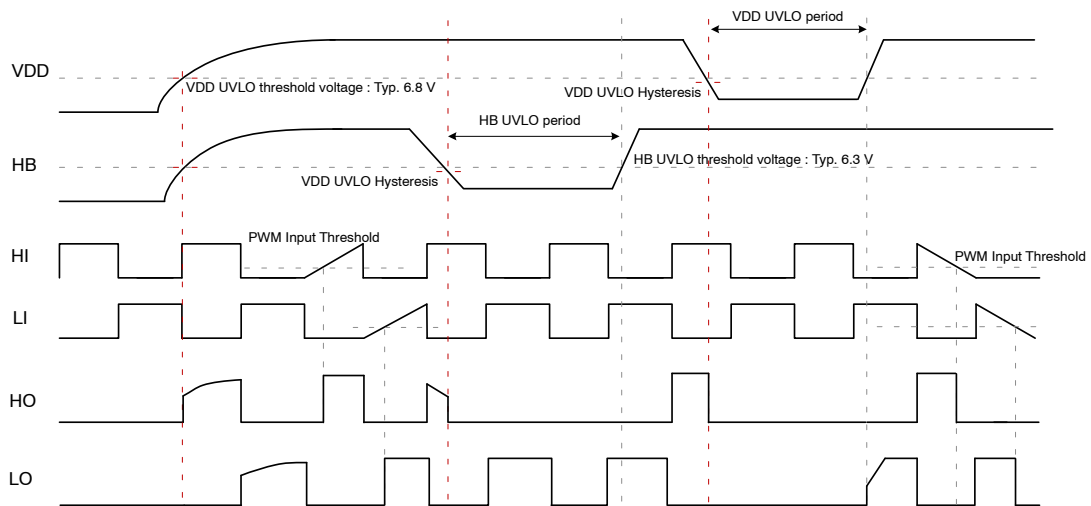 VDD UVLO period
VDD
VDD UVLO threshold voltage : Typ. 6.8 V
VDD UVLO Hysteresis
HB UVLO period
HB
HB UVLO threshold voltage : Typ. 6.3 V
VDD UVLO Hysteresis
HI
PWM Input Threshold
PWM Input Threshold
LI
HO
LO